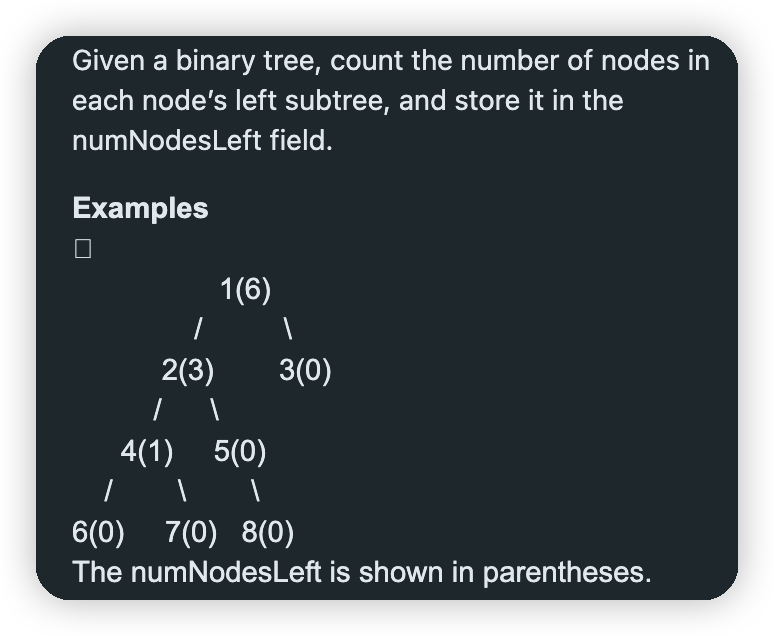 Given a binary tree, count the number of nodes in
each node’s left subtree, and store it in the
numNodesLeft field.
Examples
1(6)
/ \
2(3) 3(0)
/ \
4(1) 5(0)
/ \ \
6(0) 7(0) 8(0)
The numNodesLeft is shown in parentheses.